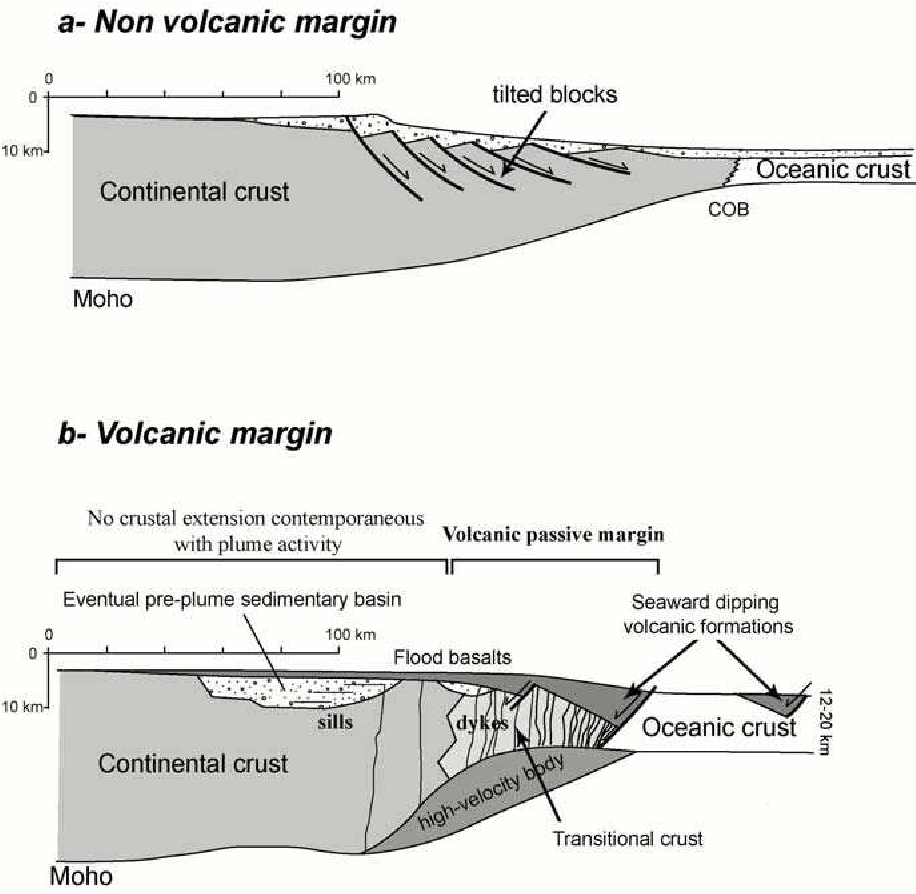 a- Non volcanic margin
0
100 km
0
tilted blocks
10 km
Continental crust
Oceanic crust
COB
Moho
b- Volcanic margin
No crustal extension contemporaneous
with plume activity
Volcanic passive margin
Eventual pre-plume sedimentary basin
Seaward dipping
volcanic formations
0
100 km
0
Flood basalts
10 km
sills
dykes
Oceanic crust
12-20 km
Continental crust
high-velocity body
Transitional crust
Moho